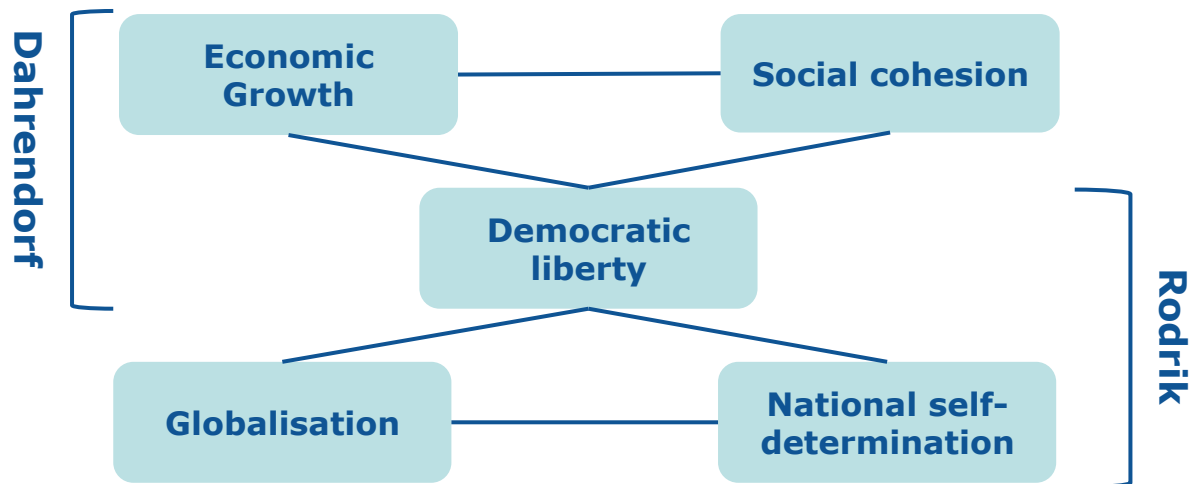 Dahrendorf
Economic
Growth
Social cohesion
Democratic
liberty
Rodrik
Globalisation
National self-
determination